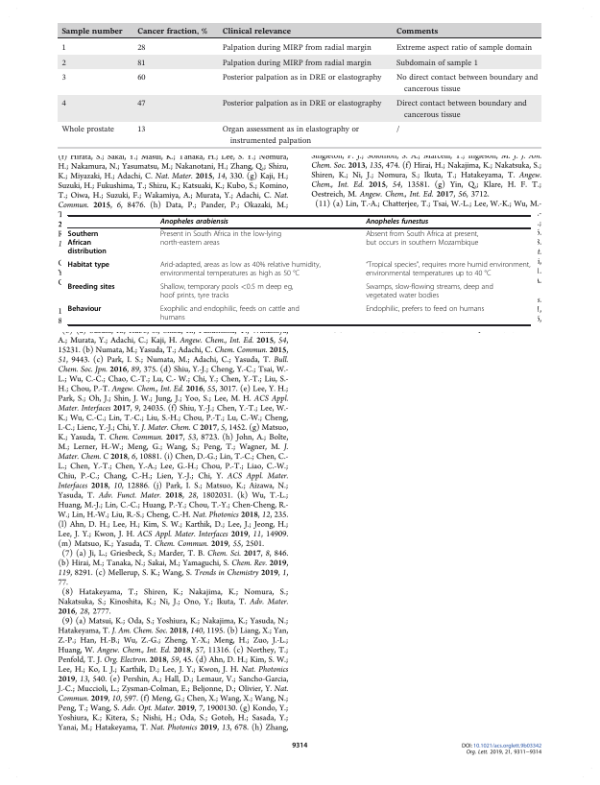 Sample number Cancer fraction, % Clinical relevance Comments
1 28 Palpation during MIRP from radial margin Extreme aspect ratio of sample domain
2 81 Palpation during MIRP from radial margin Subdomain of sample 1
3 60 Posterior palpation as in DRE or elastography No direct contact between boundary and
cancerous tissue
4 47 Posterior palpation as in DRE or elastography Direct contact between boundary and
cancerous tissue
Whole prostate 13 Organ assessment as in elastography or /
instrumented palpation
(f) Hirata, S.; Sakai, Y.; Masui, K.; Tanaka, H.; Lee, S. Y.; Nomura,
H.; Nakamura, N.; Yasumatsu, M.; Nakanotani, H.; Zhang, Q.; Shizu,
K.; Miyazaki, H.; Adachi, C. Nat. Mater. 2015, 14, 330. (g) Kaji, H.;
Suzuki, H.; Fukushima, T.; Shizu, K.; Katsuaki, K.; Kubo, S.; Komino,
T.; Oiwa, H.; Suzuki, F.; Wakamiya, A.; Murata, Y.; Adachi, C. Nat.
Commun. 2015, 6, 8476. (h) Data, P.; Pander, P.; Okazaki, M.;
Chem. Soc. 2013, 135, 474. (f) Hirai, H.; Nakajima, K.; Nakatsuka, S.;
Shiren, K.; Ni, J.; Nomura, S.; Ikuta, T.; Hatakeyama, T. Angew.
Chem., Int. Ed. 2015, 54, 13581. (g) Yin, Q.; Klare, H. F. T.;
Oestreich, M. Angew. Chem., Int. Ed. 2017, 56, 3712.
(11) (a) Lin, T.-A.; Chatterjee, T.; Tsai, W.-L.; Lee, W.-K.; Wu, M.-
Anopheles arabiensis Anopheles funestus
Southern Present in South Africa in the low-lying Absent from South Africa at present,
African north-eastern areas but occurs in southern Mozambique
distribution
Habitat type Arid-adapted, areas as low as 40% relative humidity, "Tropical species", requires more humid environment,
environmental temperatures as high as 50 °C environmental temperatures up to 40 °C
Breeding sites Shallow, temporary pools <0.5 m deep eg, Swamps, slow-flowing streams, deep and
hoof prints, tyre tracks vegetated water bodies
Behaviour Exophilic and endophilic, feeds on cattle and Endophilic, prefers to feed on humans
humans
A.; Murata, Y.; Adachi, C.; Kaji, H. Angew. Chem., Int. Ed. 2015, 54,
15231. (b) Numata, M.; Yasuda, T.; Adachi, C. Chem. Commun. 2015,
51, 9443. (c) Park, I. S.; Numata, M.; Adachi, C.; Yasuda, T. Bull.
Chem. Soc. Jpn. 2016, 89, 375. (d) Shiu, Y.-J.; Cheng, Y.-C.; Tsai, W.-
L.; Wu, C.-C.; Chao, C.-T.; Lu, C.-W.; Chi, Y.; Chen, Y.-T.; Liu, S.-
H.; Chou, P.-T. Angew. Chem., Int. Ed. 2016, 55, 3017. (e) Lee, Y. H.;
Park, S.; Oh, J.; Shin, J. W.; Jung, J.; Yoo, S.; Lee, M. H. ACS Appl.
Mater. Interfaces 2017, 9, 24035. (f) Shiu, Y.-J.; Chen, Y.-T.; Lee, W.-
K.; Wu, C.-C.; Lin, T.-C.; Liu, S.-H.; Chou, P.-T.; Lu, C.-W.; Cheng,
I.-C.; Lienc, Y.-J.; Chi, Y. J. Mater. Chem. C 2017, 5, 1452. (g) Matsuo,
K.; Yasuda, T. Chem. Commun. 2017, 53, 8723. (h) John, A.; Bolte,
M.; Lerner, H.-W.; Meng, G.; Wang, S.; Peng, T.; Wagner, M. J.
Mater. Chem. C 2018, 6, 10881. (i) Chen, D.-G.; Lin, T.-C.; Chen, C.-
L.; Chen, Y.-T.; Chen, Y.-A.; Lee, G.-H.; Chou, P.-T.; Liao, C.-W.;
Chiu, P.-C.; Chang, C.-H.; Lien, Y.-J.; Chi, Y. ACS Appl. Mater.
Interfaces 2018, 10, 12886. (j) Park, I. S.; Matsuo, K.; Aizawa, N.;
Yasuda, T. Adv. Funct. Mater. 2018, 28, 1802031. (k) Wu, T.-L.;
Huang, M.-J.; Lin, C.-C.; Huang, P.-Y.; Chou, T.-Y.; Chen-Cheng, R.-
W.; Lin, H.-W.; Liu, R.-S.; Cheng, C.-H. Nat. Photonics 2018, 12, 235.
(l) Ahn, D. H.; Lee, H.; Kim, S. W.; Karthik, D.; Lee, J.; Jeong, H.;
Lee, J. Y.; Kwon, J. H. ACS Appl. Mater. Interfaces 2019, 11, 14909.
(m) Matsuo, K.; Yasuda, T. Chem. Commun. 2019, 55, 2501.
(7) (a) Ji, L.; Griesbeck, S.; Marder, T. B. Chem. Sci. 2017, 8, 846.
(b) Hirai, M.; Tanaka, N.; Sakai, M.; Yamaguchi, S. Chem. Rev. 2019,
119, 8291. (c) Mellerup, S. K.; Wang, S. Trends in Chemistry 2019, 1,
77.
(8) Hatakeyama, T.; Shiren, K.; Nakajima, K.; Nomura, S.;
Nakatsuka, S.; Kinoshita, K.; Ni, J.; Ono, Y.; Ikuta, T. Adv. Mater.
2016, 28, 2777.
(9) (a) Matsui, K.; Oda, S.; Yoshiura, K.; Nakajima, K.; Yasuda, N.;
Hatakeyama, T. J. Am. Chem. Soc. 2018, 140, 1195. (b) Liang, X.; Yan,
Z.-P.; Han, H.-B.; Wu, Z.-G.; Zheng, Y.-X.; Meng, H.; Zuo, J.-L.;
Huang, W. Angew. Chem., Int. Ed. 2018, 57, 11316. (c) Northey, T.;
Penfold, T. J. Org. Electron. 2018, 59, 45. (d) Ahn, D. H.; Kim, S. W.;
Lee, H.; Ko, I. J.; Karthik, D.; Lee, J. Y.; Kwon, J. H. Nat. Photonics
2019, 13, 540. (e) Pershin, A.; Hall, D.; Lemaur, V.; Sancho-Garcia,
J.-C.; Muccioli, L.; Zysman-Colman, E.; Beljonne, D.; Olivier, Y. Nat.
Commun. 2019, 10, 597. (f) Meng, G.; Chen, X.; Wang, X.; Wang, N.;
Peng, T.; Wang, S. Adv. Opt. Mater. 2019, 7, 1900130. (g) Kondo, Y.;
Yoshiura, K.; Kitera, S.; Nishi, H.; Oda, S.; Gotoh, H.; Sasada, Y.;
Yanai, M.; Hatakeyama, T. Nat. Photonics 2019, 13, 678. (h) Zhang,
9314
DOI: 10.1021/acs.orglett.9b03342
Org. Lett. 2019, 21, 9311−9314